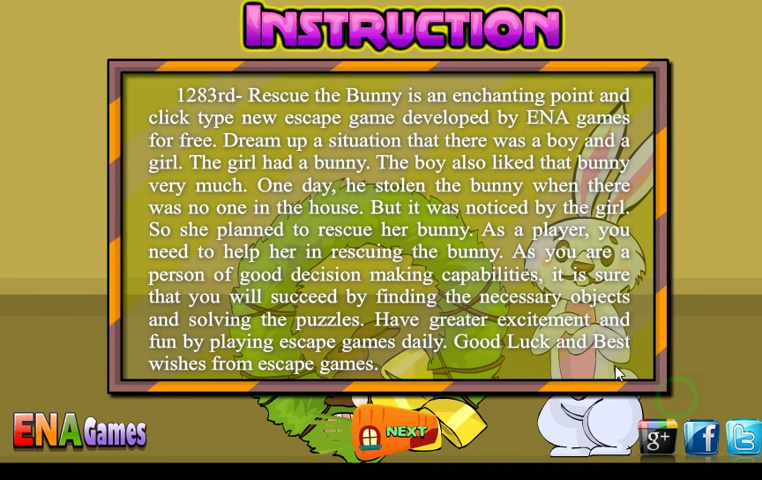 INSTRUCTION
1283rd- Rescue the Bunny is an enchanting point and
click type new escape game developed by ENA games
for free. Dream up a situation that there was a boy and a
girl. The girl had a bunny. The boy also liked that bunny
very much. One day, he stolen the bunny when there
was no one in the house. But it was noticed by the girl.
So she planned to rescue her bunny. As a player, you
need to help her in rescuing the bunny. As you are a
person of good decision making capabilities, it is sure
that you will succeed by finding the necessary objects
and solving the puzzles. Have greater excitement and
fun by playing escape games daily. Good Luck and Best
wishes from escape games.
ENA Games
NEXT
g+
f
t